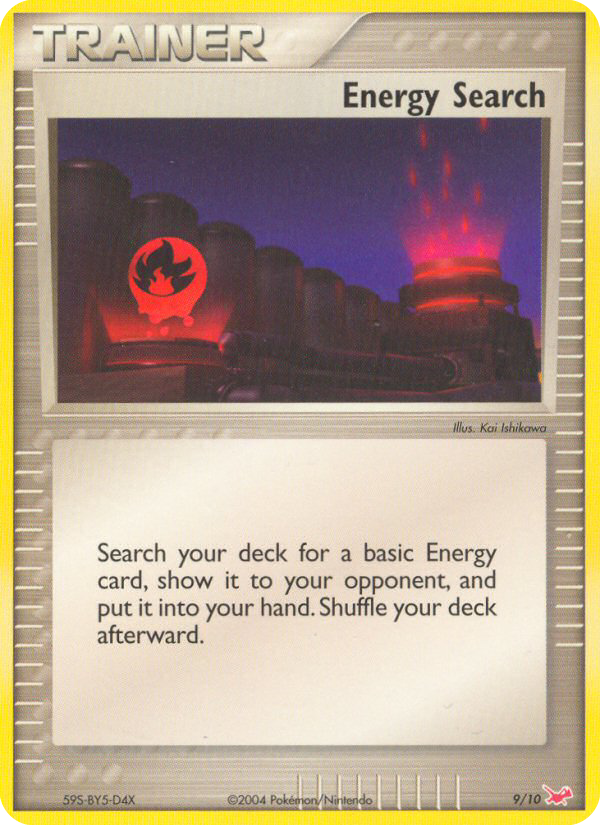 TRAINER
Energy Search
Illus. Kai Ishikawa
Search your deck for a basic Energy
card, show it to your opponent, and
put it into your hand. Shuffle your deck
afterward.
59S-BY5-D4X ©2004 Pokémon/Nintendo 9/10